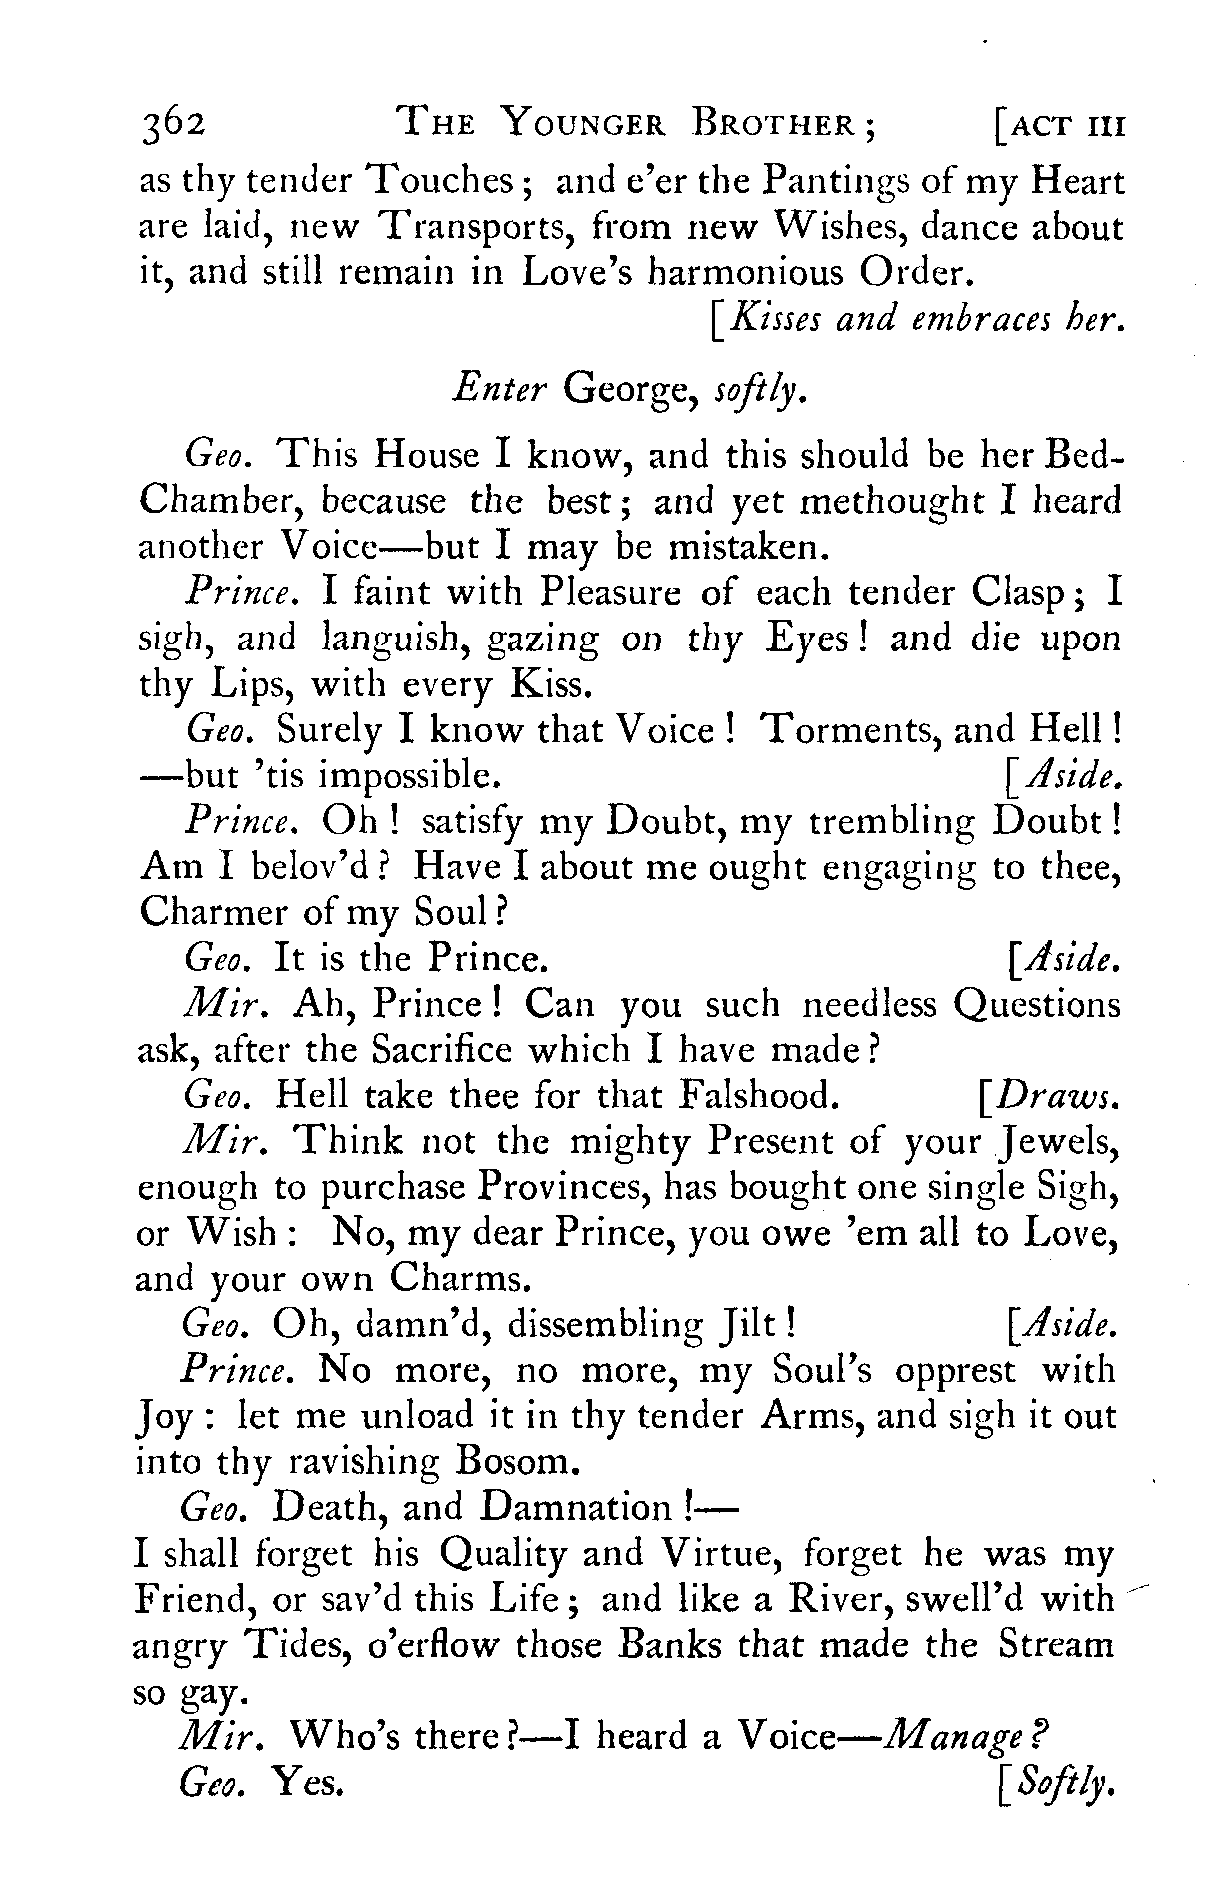 362 THE YOUNGER BROTHER; [ACT III
as thy tender Touches; and e'er the Pantings of my Heart
are laid, new Transports, from new Wishes, dance about
it, and still remain in Love's harmonious Order.
[Kisses and embraces her.
Enter George, softly.
Geo. This House I know, and this should be her Bed-
Chamber, because the best; and yet methought I heard
another Voice—but I may be mistaken.
Prince. I faint with Pleasure of each tender Clasp; I
sigh, and languish, gazing on thy Eyes! and die upon
thy Lips, with every Kiss.
Geo. Surely I know that Voice! Torments, and Hell!
—but 'tis impossible. [Aside.
Prince. Oh! satisfy my Doubt, my trembling Doubt!
Am I belov'd? Have I about me ought engaging to thee,
Charmer of my Soul?
Geo. It is the Prince. [Aside.
Mir. Ah, Prince! Can you such needless Questions
ask, after the Sacrifice which I have made?
Geo. Hell take thee for that Falshood. [Draws.
Mir. Think not the mighty Present of your Jewels,
enough to purchase Provinces, has bought one single Sigh,
or Wish: No, my dear Prince, you owe 'em all to Love,
and your own Charms.
Geo. Oh, damn'd, dissembling Jilt! [Aside.
Prince. No more, no more, my Soul's opprest with
Joy: let me unload it in thy tender Arms, and sigh it out
into thy ravishing Bosom.
Geo. Death, and Damnation!—
I shall forget his Quality and Virtue, forget he was my
Friend, or sav'd this Life; and like a River, swell'd with
angry Tides, o'erflow those Banks that made the Stream
so gay.
Mir. Who's there?—I heard a Voice—Manage?
Geo. Yes. [Softly.